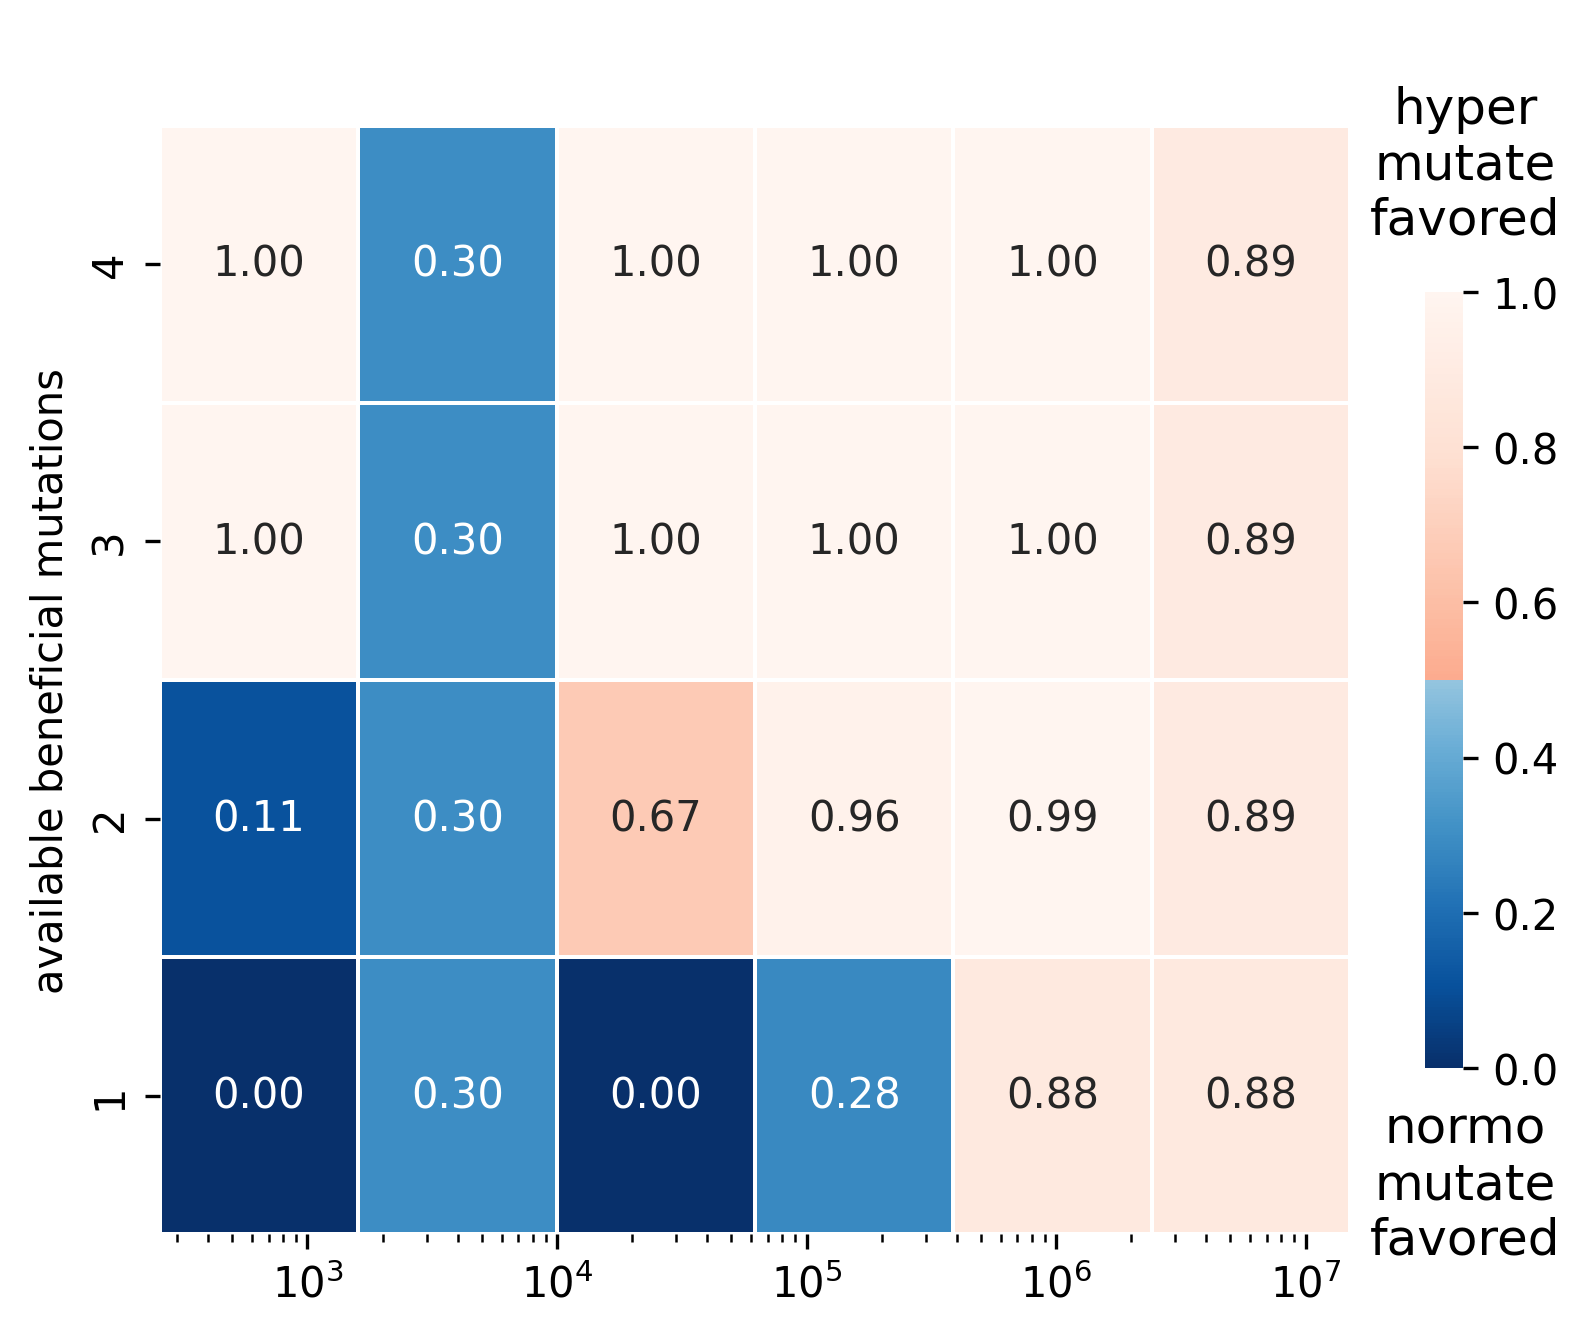 hyper
mutate
favored
available beneficial mutations
4
1.00 0.30 1.00 1.00 1.00 0.89
3
1.00 0.30 1.00 1.00 1.00 0.89
2
0.11 0.30 0.67 0.96 0.99 0.89
1
0.00 0.30 0.00 0.28 0.88 0.88
10³ 10⁴ 10⁵ 10⁶ 10⁷
1.0
0.8
0.6
0.4
0.2
0.0
normo
mutate
favored